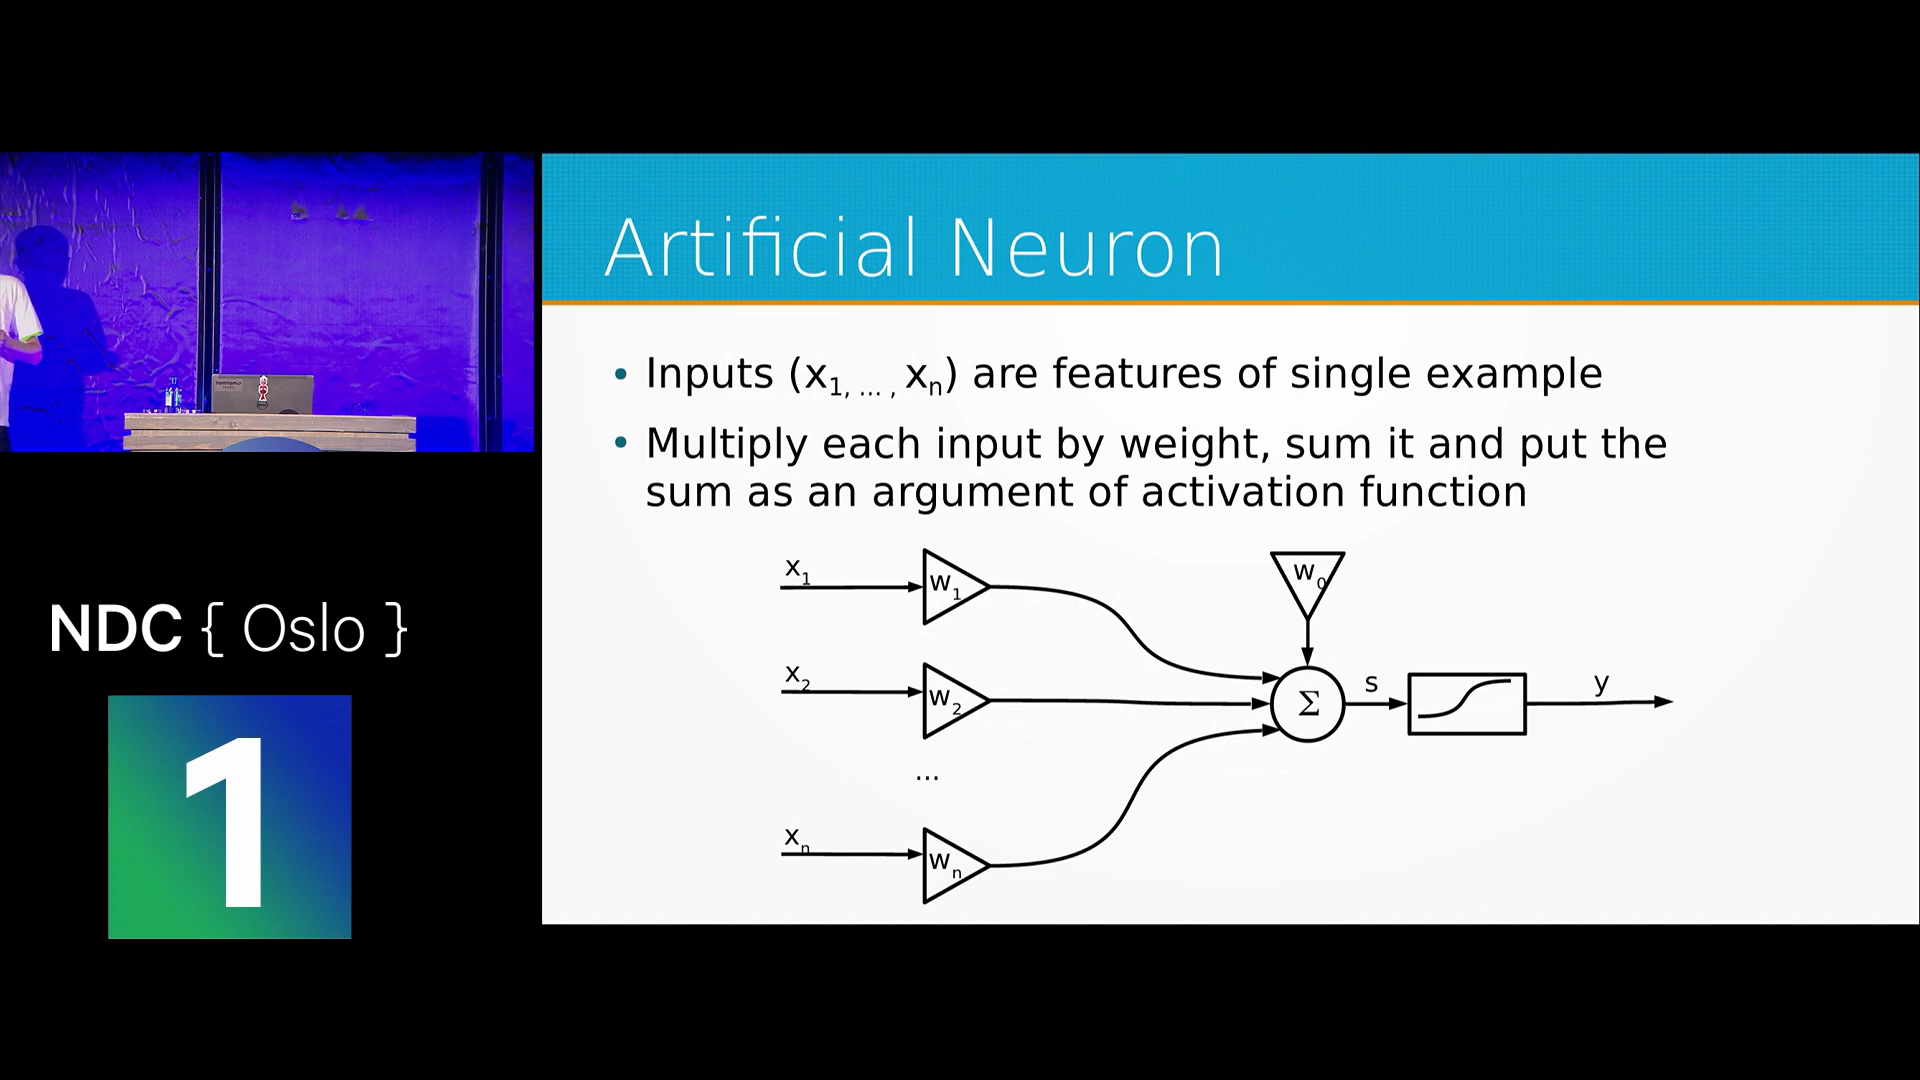 Artificial Neuron
• Inputs (x1, ... , xn) are features of single example
• Multiply each input by weight, sum it and put the
sum as an argument of activation function
x1
w1
w0
x2
w2
Σ
s
y
...
xn
wn
NDC { Oslo }
1